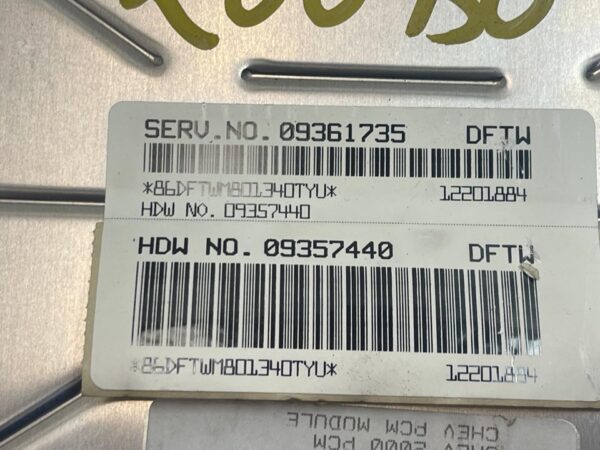 SERV.NO. 09361735 DFTW
*86DFTWM801340TYU* 12201884
HDW NO. 09357440
HDW NO. 09357440 DFTW
*86DFTWM801340TYU* 12201884
CHEV PCM MODULE
CHEV 2000 PCM